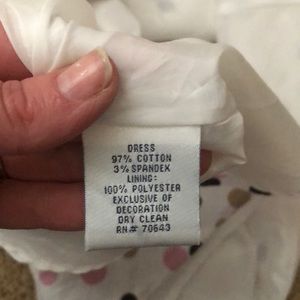 DRESS
97% COTTON
3% SPANDEX
LINING:
100% POLYESTER
EXCLUSIVE OF
DECORATION
DRY CLEAN
RN# 70643